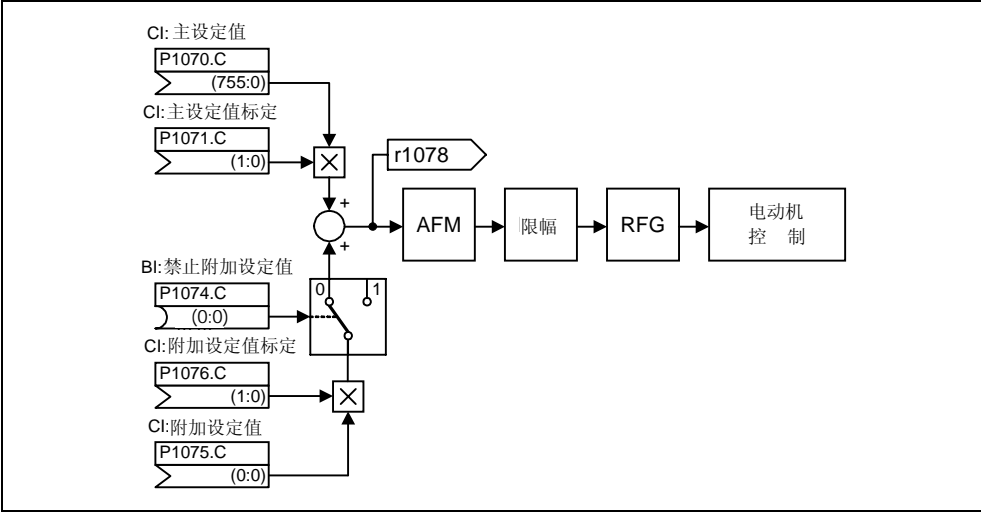 CI: 主设定值
P1070.C
(755:0)
CI:主设定值标定
P1071.C
(1:0)
r1078
+
+
AFM
限幅
RFG
电动机
控 制
BI:禁止附加设定值
P1074.C
(0:0)
0
1
CI:附加设定值标定
P1076.C
(1:0)
CI:附加设定值
P1075.C
(0:0)